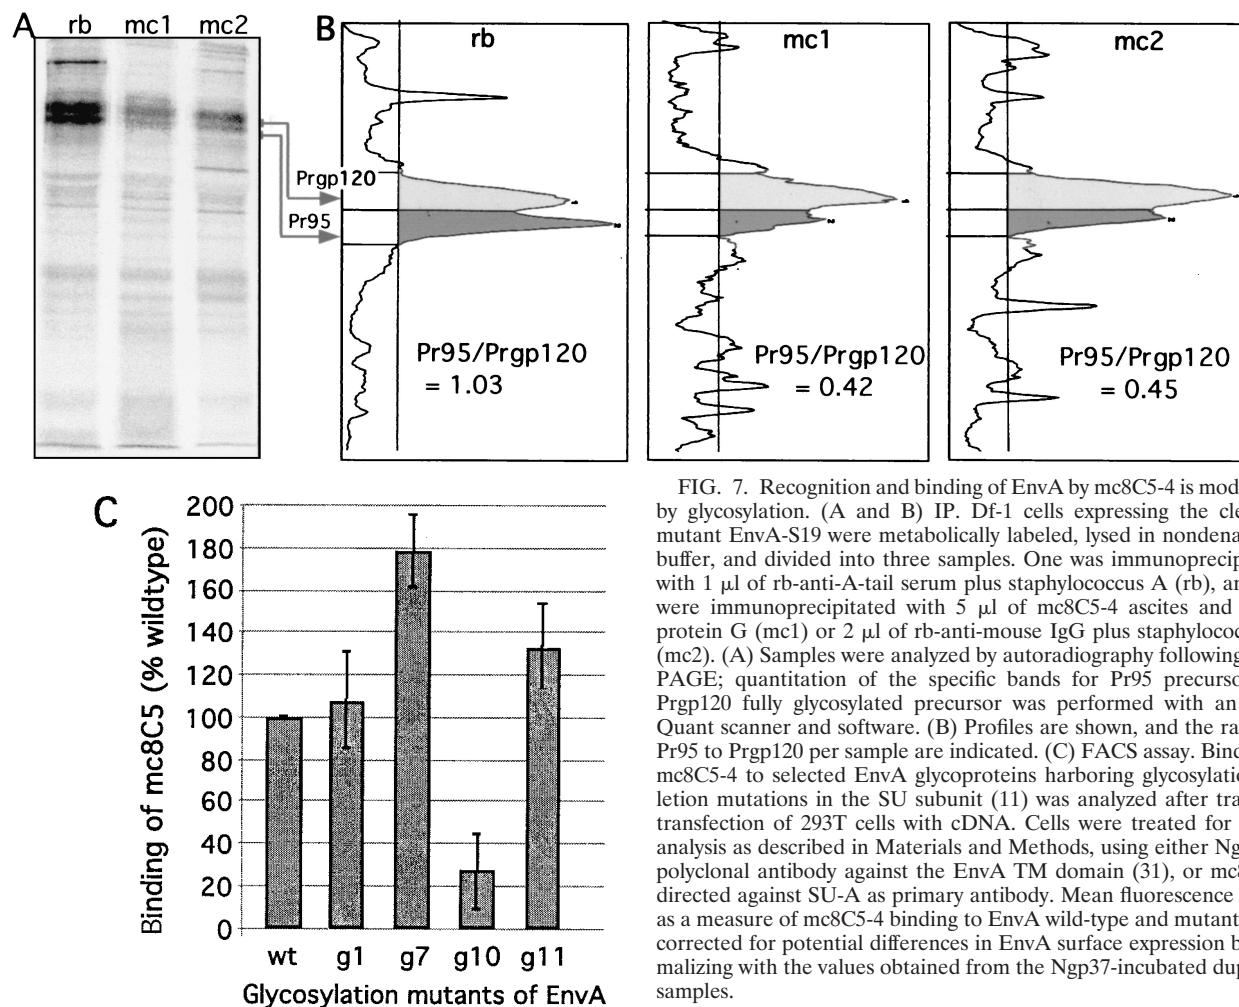 A
rb mc1 mc2
B
rb
mc1
mc2
Prgp120
Pr95
1
2
1
2
1
2
Pr95/Prgp120
= 1.03
Pr95/Prgp120
= 0.42
Pr95/Prgp120
= 0.45
C
Binding of mc8C5 (% wildtype)
200
180
160
140
120
100
80
60
40
20
0
wt g1 g7 g10 g11
Glycosylation mutants of EnvA
FIG. 7. Recognition and binding of EnvA by mc8C5-4 is mod
by glycosylation. (A and B) IP. Df-1 cells expressing the cle
mutant EnvA-S19 were metabolically labeled, lysed in nondena
buffer, and divided into three samples. One was immunoprecip
with 1 μl of rb-anti-A-tail serum plus staphylococcus A (rb), an
were immunoprecipitated with 5 μl of mc8C5-4 ascites and
protein G (mc1) or 2 μl of rb-anti-mouse IgG plus staphylococ
(mc2). (A) Samples were analyzed by autoradiography following
PAGE; quantitation of the specific bands for Pr95 precurso
Prgp120 fully glycosylated precursor was performed with an
Quant scanner and software. (B) Profiles are shown, and the ra
Pr95 to Prgp120 per sample are indicated. (C) FACS assay. Bind
mc8C5-4 to selected EnvA glycoproteins harboring glycosylatio
letion mutations in the SU subunit (11) was analyzed after tra
transfection of 293T cells with cDNA. Cells were treated for
analysis as described in Materials and Methods, using either Ng
polyclonal antibody against the EnvA TM domain (31), or mc8
directed against SU-A as primary antibody. Mean fluorescence
as a measure of mc8C5-4 binding to EnvA wild-type and mutant
corrected for potential differences in EnvA surface expression b
malizing with the values obtained from the Ngp37-incubated dup
samples.